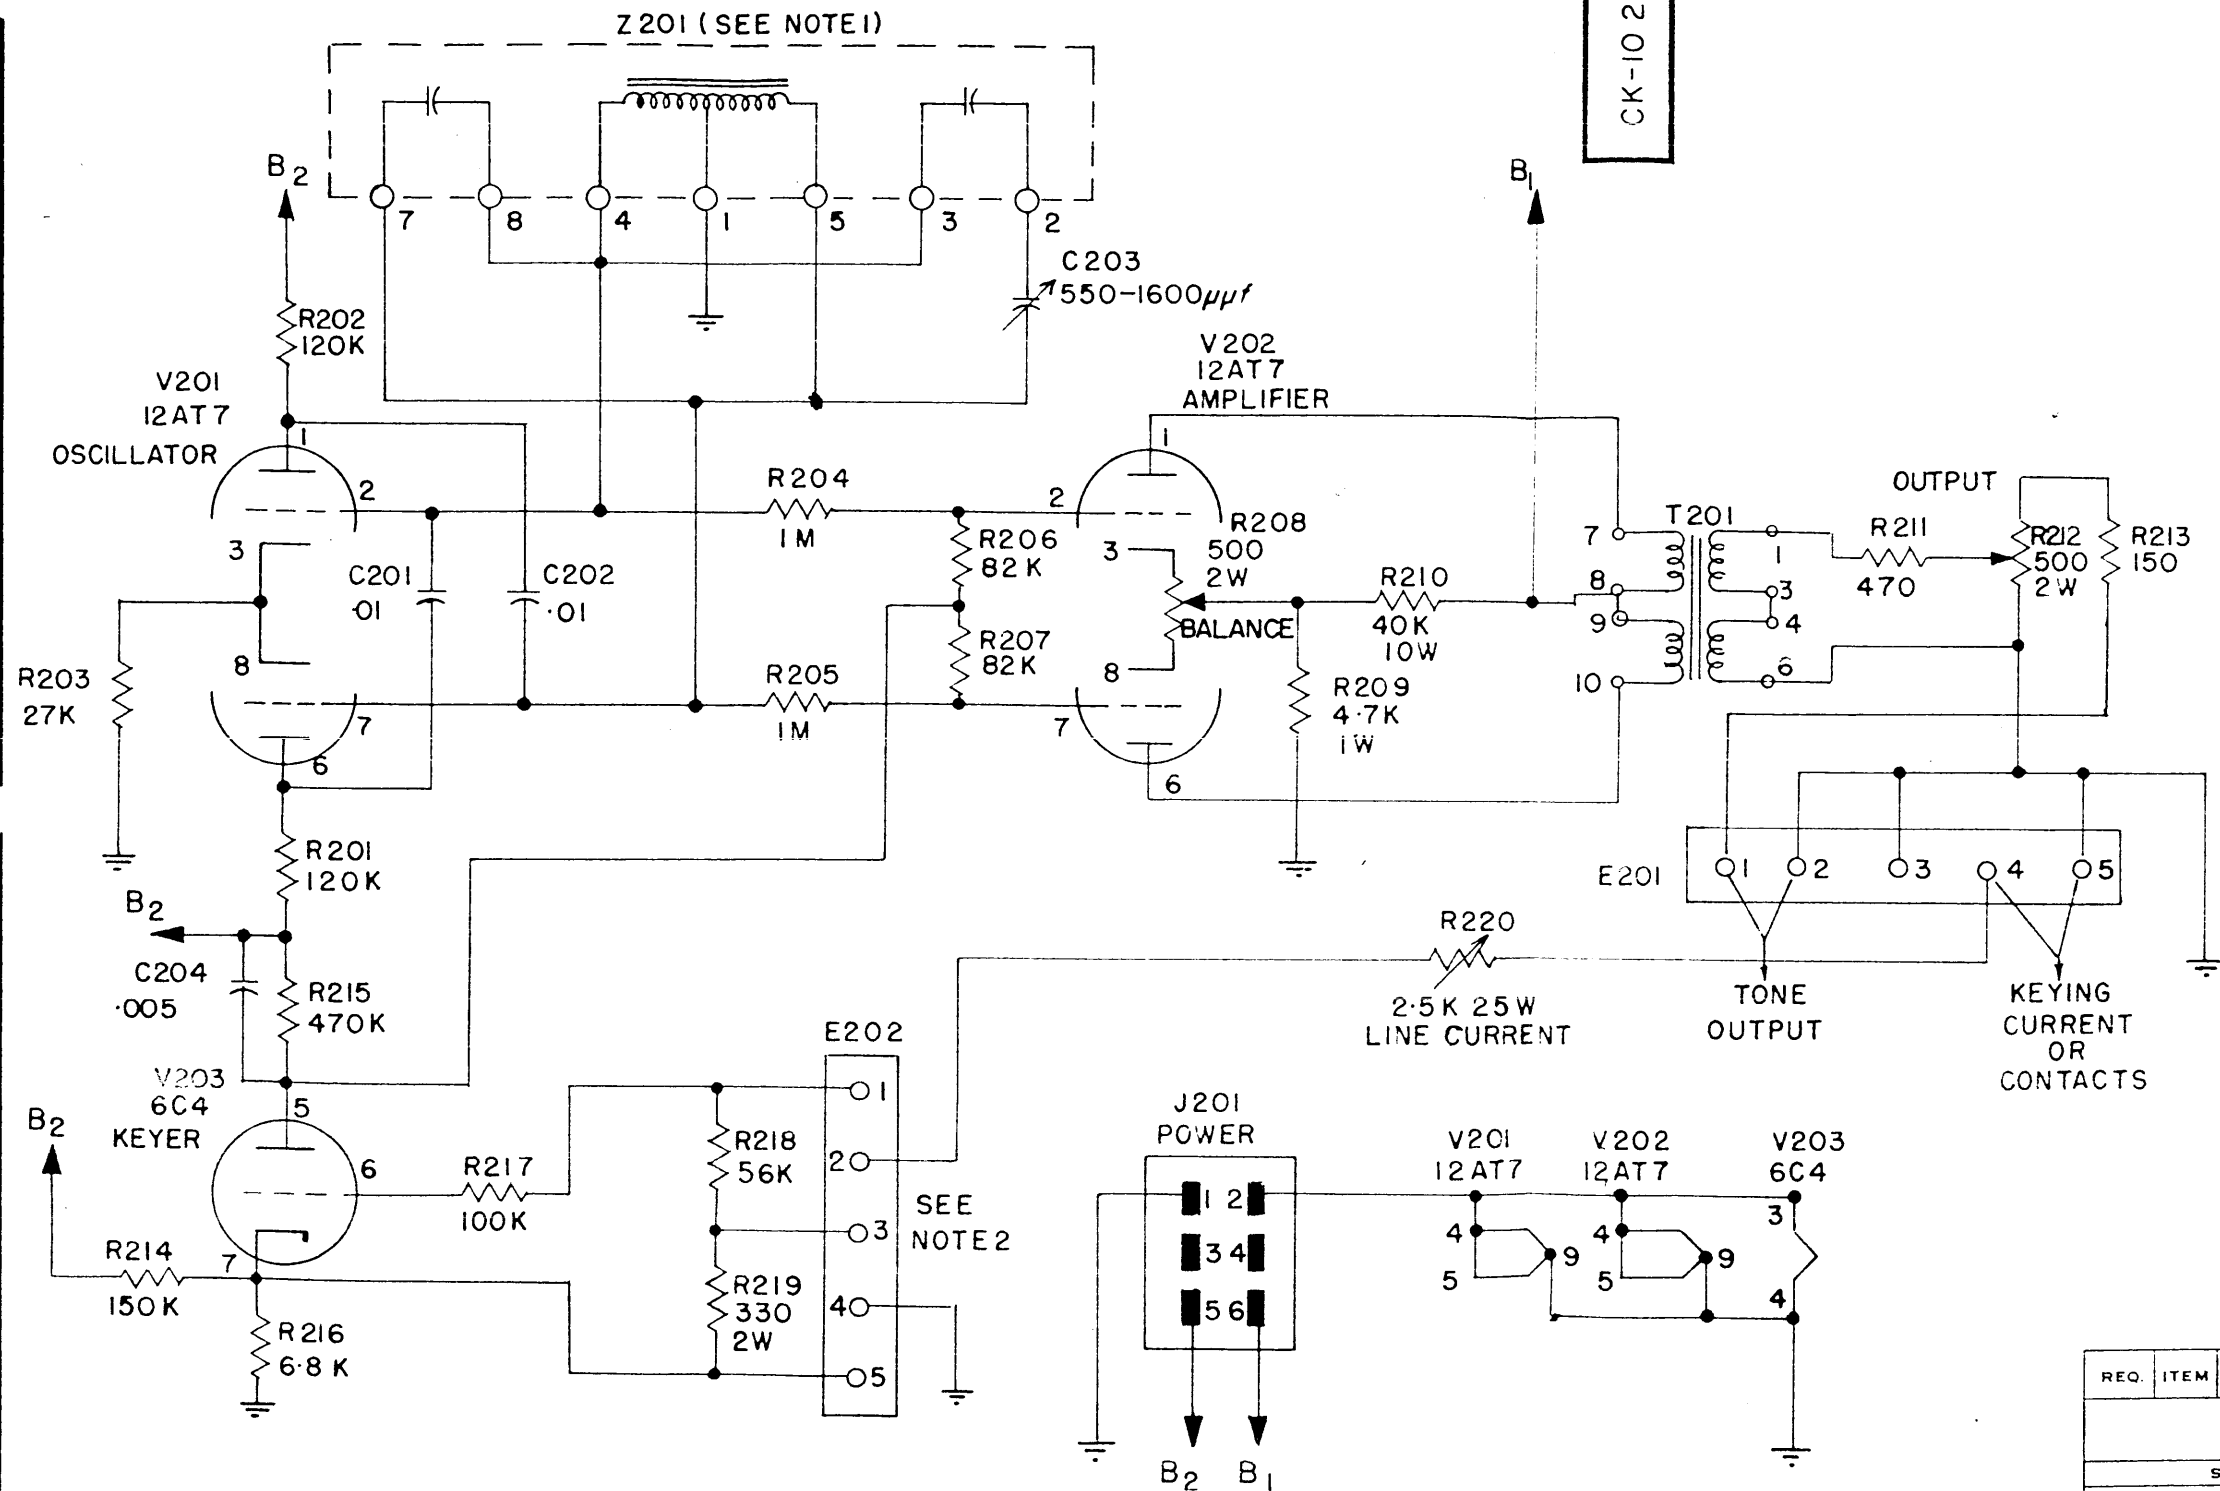 Z201 (SEE NOTE 1)
CK-102
B2
7
8
4
1
5
3
2
C203
550-1600μμf
B1
R202
120K
V201
12AT7
OSCILLATOR
1
2
3
8
7
6
C201
.01
C202
.01
R203
27K
R204
1M
R205
1M
R206
82K
R207
82K
V202
12AT7
AMPLIFIER
1
2
3
8
7
6
R208
500
2W
BALANCE
R210
40K
10W
R209
4.7K
1W
T201
7
8
9
10
1
3
4
6
OUTPUT
R211
470
R212
500
2W
R213
150
E201
1
2
3
4
5
TONE
OUTPUT
KEYING
CURRENT
OR
CONTACTS
R201
120K
B2
C204
.005
R215
470K
V203
6C4
KEYER
5
6
7
B2
R214
150K
R216
6.8K
R217
100K
R218
56K
R219
330
2W
E202
1
2
3
4
5
SEE
NOTE 2
R220
2.5K 25W
LINE CURRENT
J201
POWER
1 2
3 4
5 6
B2
B1
V201
12AT7
4
5
9
V202
12AT7
4
5
9
V203
6C4
3
4
REQ. ITEM
S